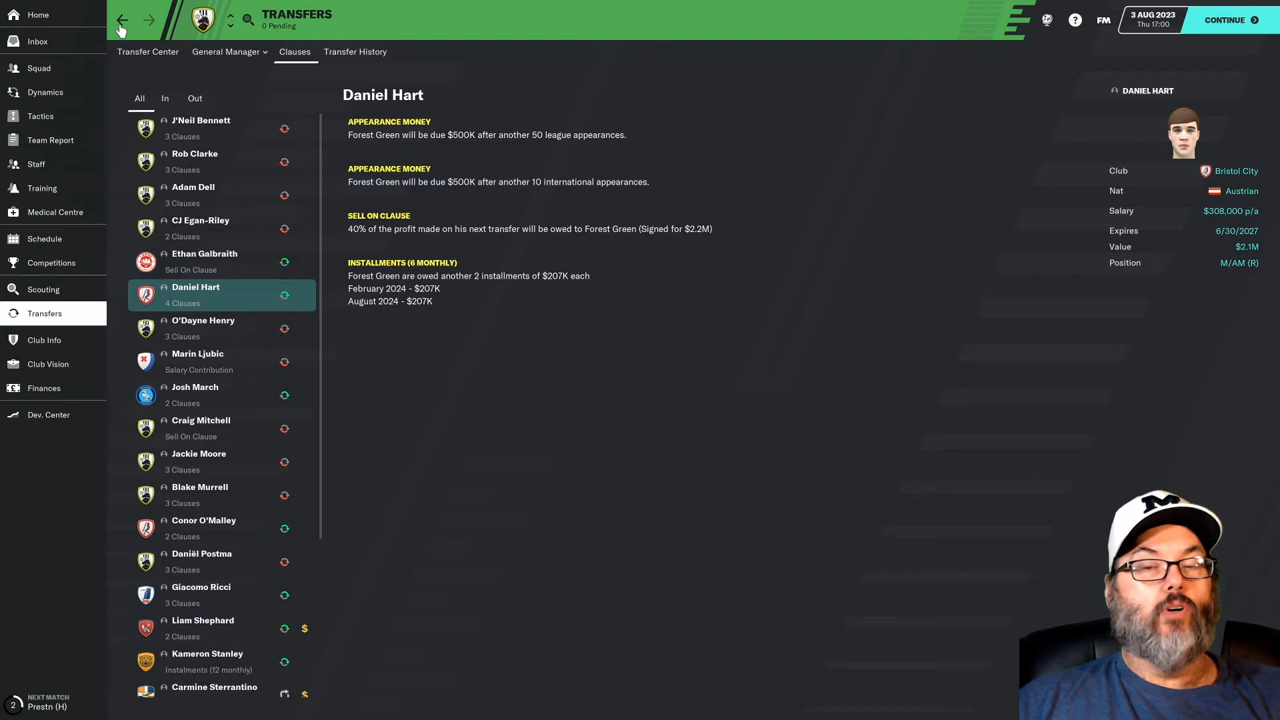 Home
Inbox
Squad
Dynamics
Tactics
Team Report
Staff
Training
Medical Centre
Schedule
Competitions
Scouting
Transfers
Club Info
Club Vision
Finances
Dev. Center
2
NEXT MATCH
Prestn (H)
TRANSFERS
0 Pending
?
FM
3 AUG 2023
Thu 17:00
CONTINUE
Transfer Center
General Manager
Clauses
Transfer History
All
In
Out
J'Neil Bennett
3 Clauses
Rob Clarke
3 Clauses
Adam Dell
3 Clauses
CJ Egan-Riley
2 Clauses
Ethan Galbraith
Sell On Clause
Daniel Hart
4 Clauses
O'Dayne Henry
3 Clauses
Marin Ljubic
Salary Contribution
Josh March
2 Clauses
Craig Mitchell
Sell On Clause
Jackie Moore
3 Clauses
Blake Murrell
3 Clauses
Conor O'Malley
2 Clauses
Daniël Postma
3 Clauses
Giacomo Ricci
3 Clauses
Liam Shephard
$
2 Clauses
Kameron Stanley
Instalments (12 monthly)
Carmine Sterrantino
$
Daniel Hart
APPEARANCE MONEY
Forest Green will be due $500K after another 50 league appearances.
APPEARANCE MONEY
Forest Green will be due $500K after another 10 international appearances.
SELL ON CLAUSE
40% of the profit made on his next transfer will be owed to Forest Green (Signed for $2.2M)
INSTALLMENTS (6 MONTHLY)
Forest Green are owed another 2 installments of $207K each
February 2024 - $207K
August 2024 - $207K
DANIEL HART
Club Bristol City
Nat Austrian
Salary $308,000 p/a
Expires 6/30/2027
Value $2.1M
Position M/AM (R)
M